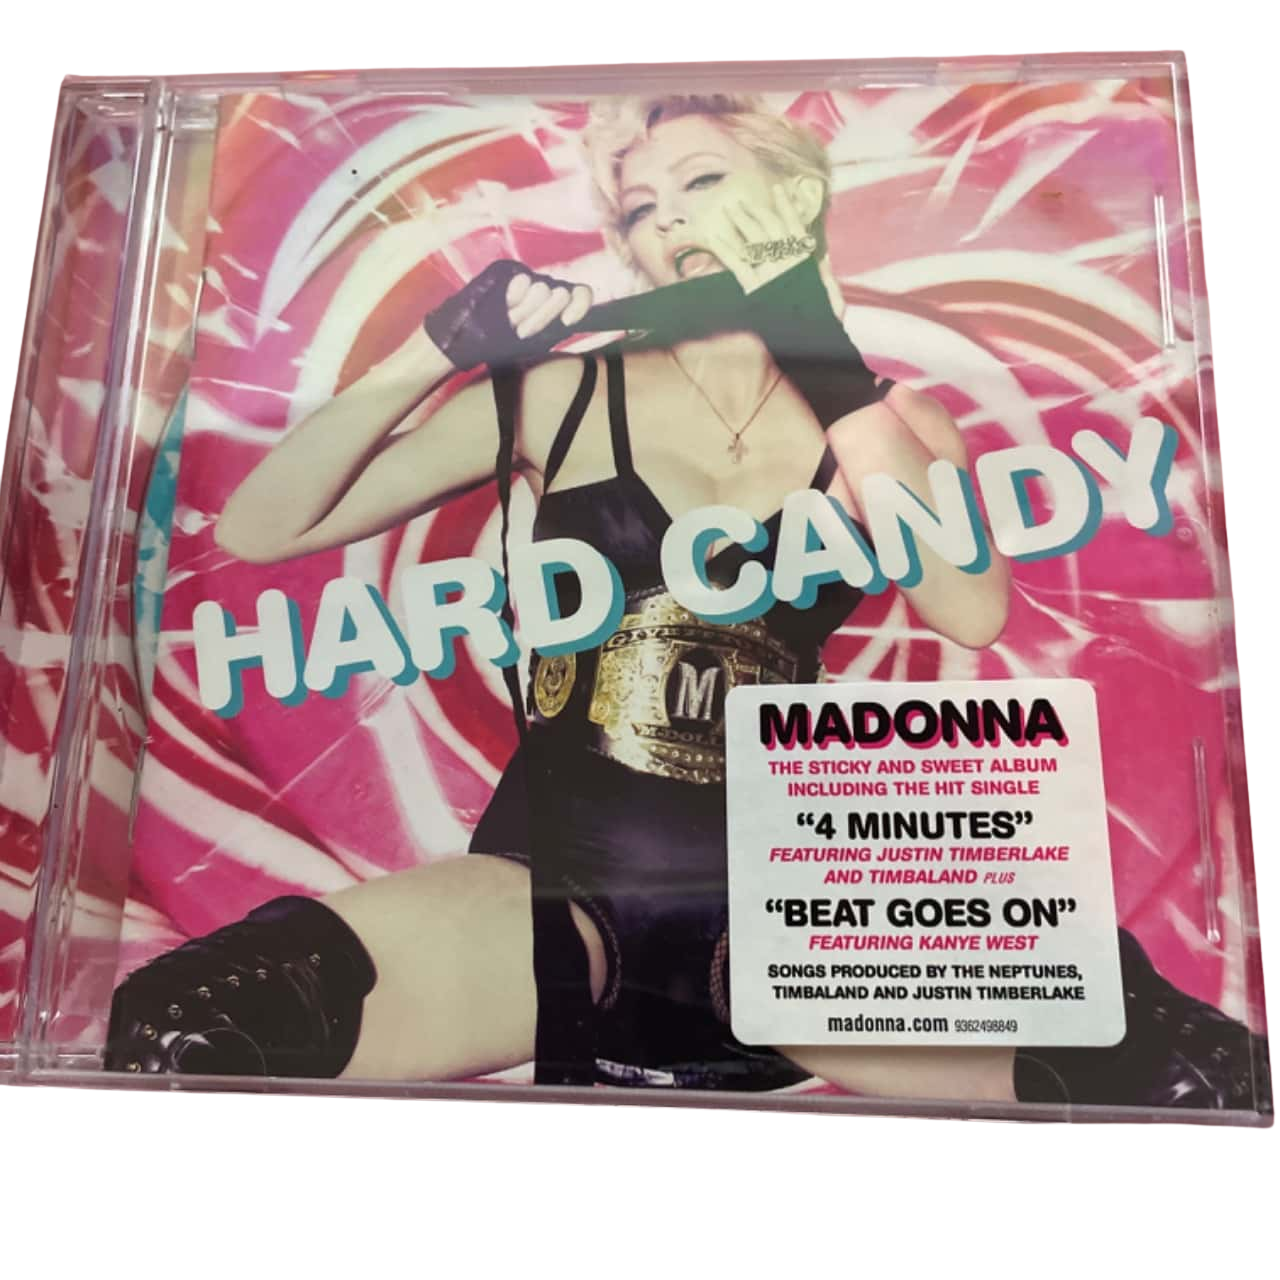 HARD CANDY
M
MADONNA
THE STICKY AND SWEET ALBUM
INCLUDING THE HIT SINGLE
“4 MINUTES”
FEATURING JUSTIN TIMBERLAKE
AND TIMBALAND PLUS
“BEAT GOES ON”
FEATURING KANYE WEST
SONGS PRODUCED BY THE NEPTUNES,
TIMBALAND AND JUSTIN TIMBERLAKE
madonna.com 9362498849